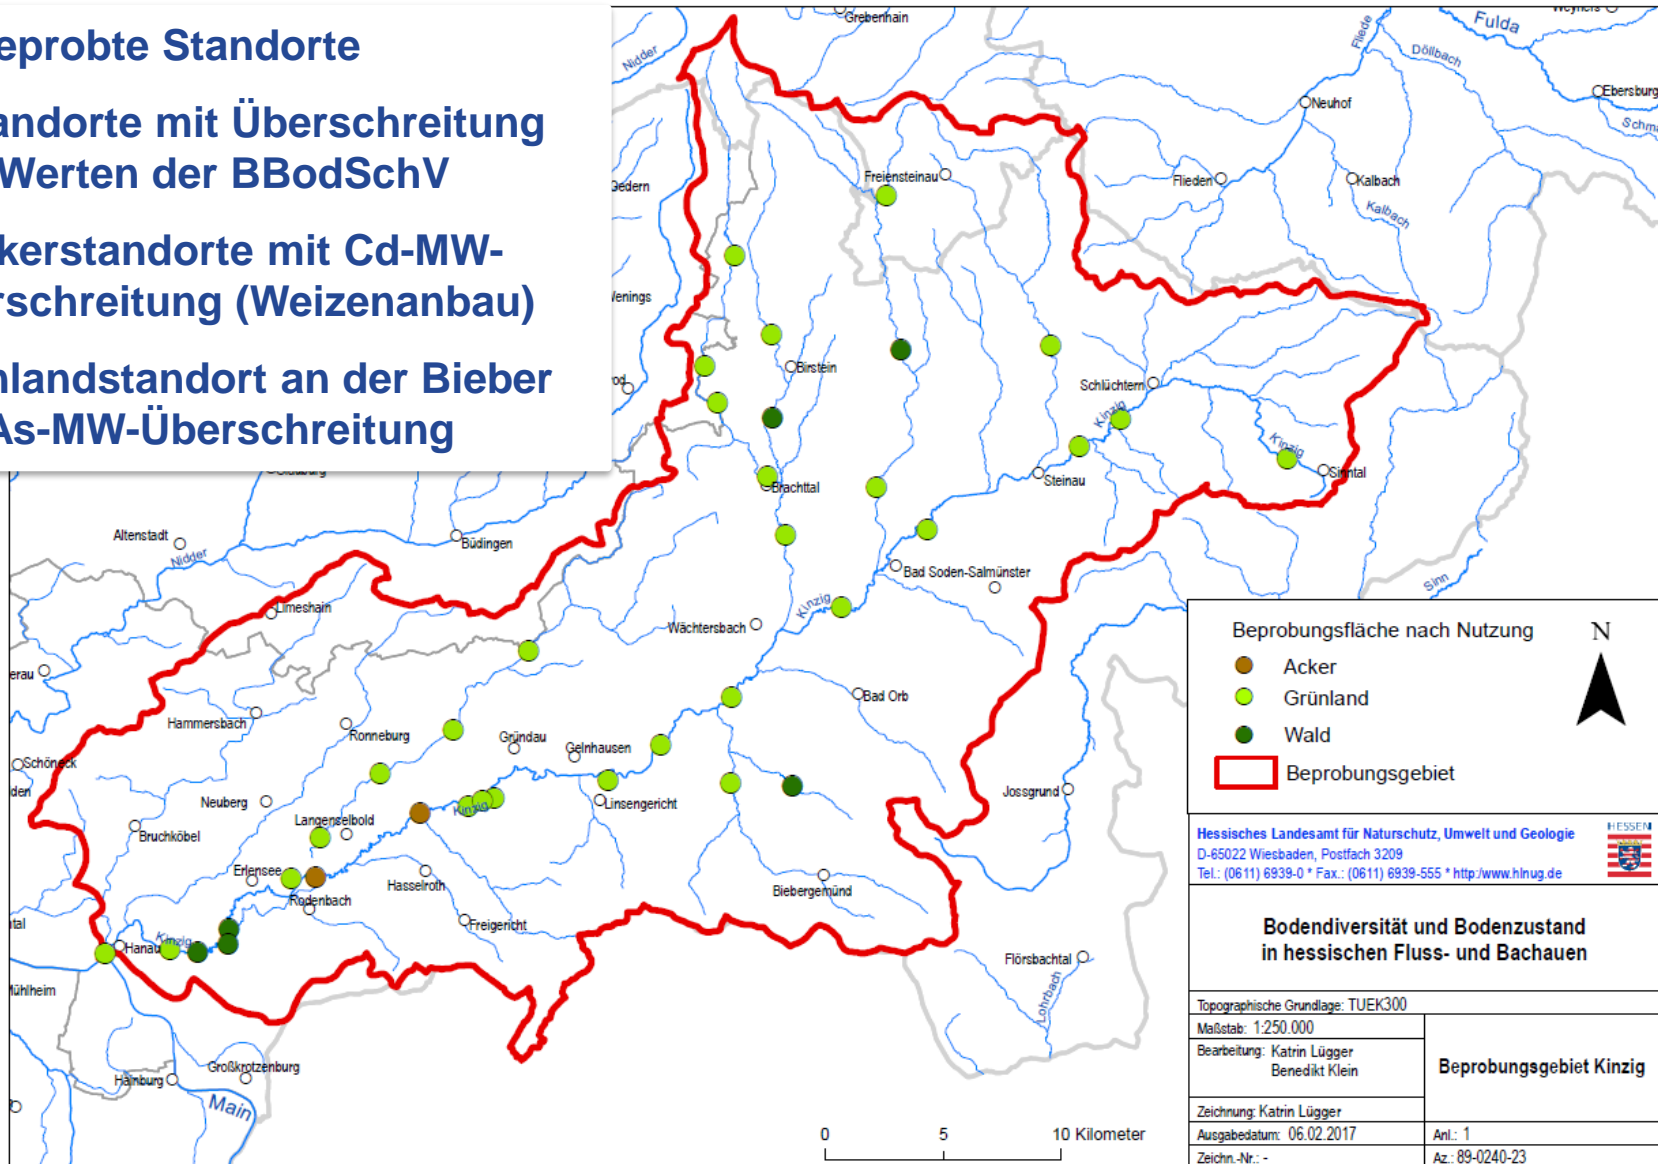 eprobte Standorte
andorte mit Überschreitung
Werten der BBodSchV
kerstandorte mit Cd-MW-
rschreitung (Weizenanbau)
nlandstandort an der Bieber
As-MW-Überschreitung
Grebenhain
Nidder
Fliede
Fulda
Döllbach
Ebersburg
Neuhof
Schm
Gedern
Freiensteinau
Flieden
Kalbach
Kalbach
Wenings
Birstein
Schlüchtern
Kinzig
Kinzig
Sinntal
Steinau
Brachttal
Altenstadt
Nidder
Büdingen
Bad Soden-Salmünster
Sinn
Limeshain
Kinzig
Wächtersbach
erau
Bad Orb
Hammersbach
Ronneburg
Gründau
Gelnhausen
Schöneck
den
Neuberg
Kinzig
Linsengericht
Jossgrund
Bruchköbel
Langenselbold
Erlensee
Hasselroth
Biebergemünd
Rodenbach
Freigericht
tal
Kinzig
Hanau
Flörsbachtal
Mühlheim
Lohrbach
Großkrotzenburg
Hainburg
Main
0 5 10 Kilometer
Beprobungsfläche nach Nutzung
N
Acker
Grünland
Wald
Beprobungsgebiet
Hessisches Landesamt für Naturschutz, Umwelt und Geologie
D-65022 Wiesbaden, Postfach 3209
Tel.: (0611) 6939-0 * Fax.: (0611) 6939-555 * http:/www.hlnug.de
HESSEN
Bodendiversität und Bodenzustand
in hessischen Fluss- und Bachauen
Topographische Grundlage: TUEK300
Maßstab: 1:250.000
Bearbeitung: Katrin Lügger
Benedikt Klein
Beprobungsgebiet Kinzig
Zeichnung: Katrin Lügger
Ausgabedatum: 06.02.2017
Anl.: 1
Zeichn.-Nr.: -
Az.: 89-0240-23